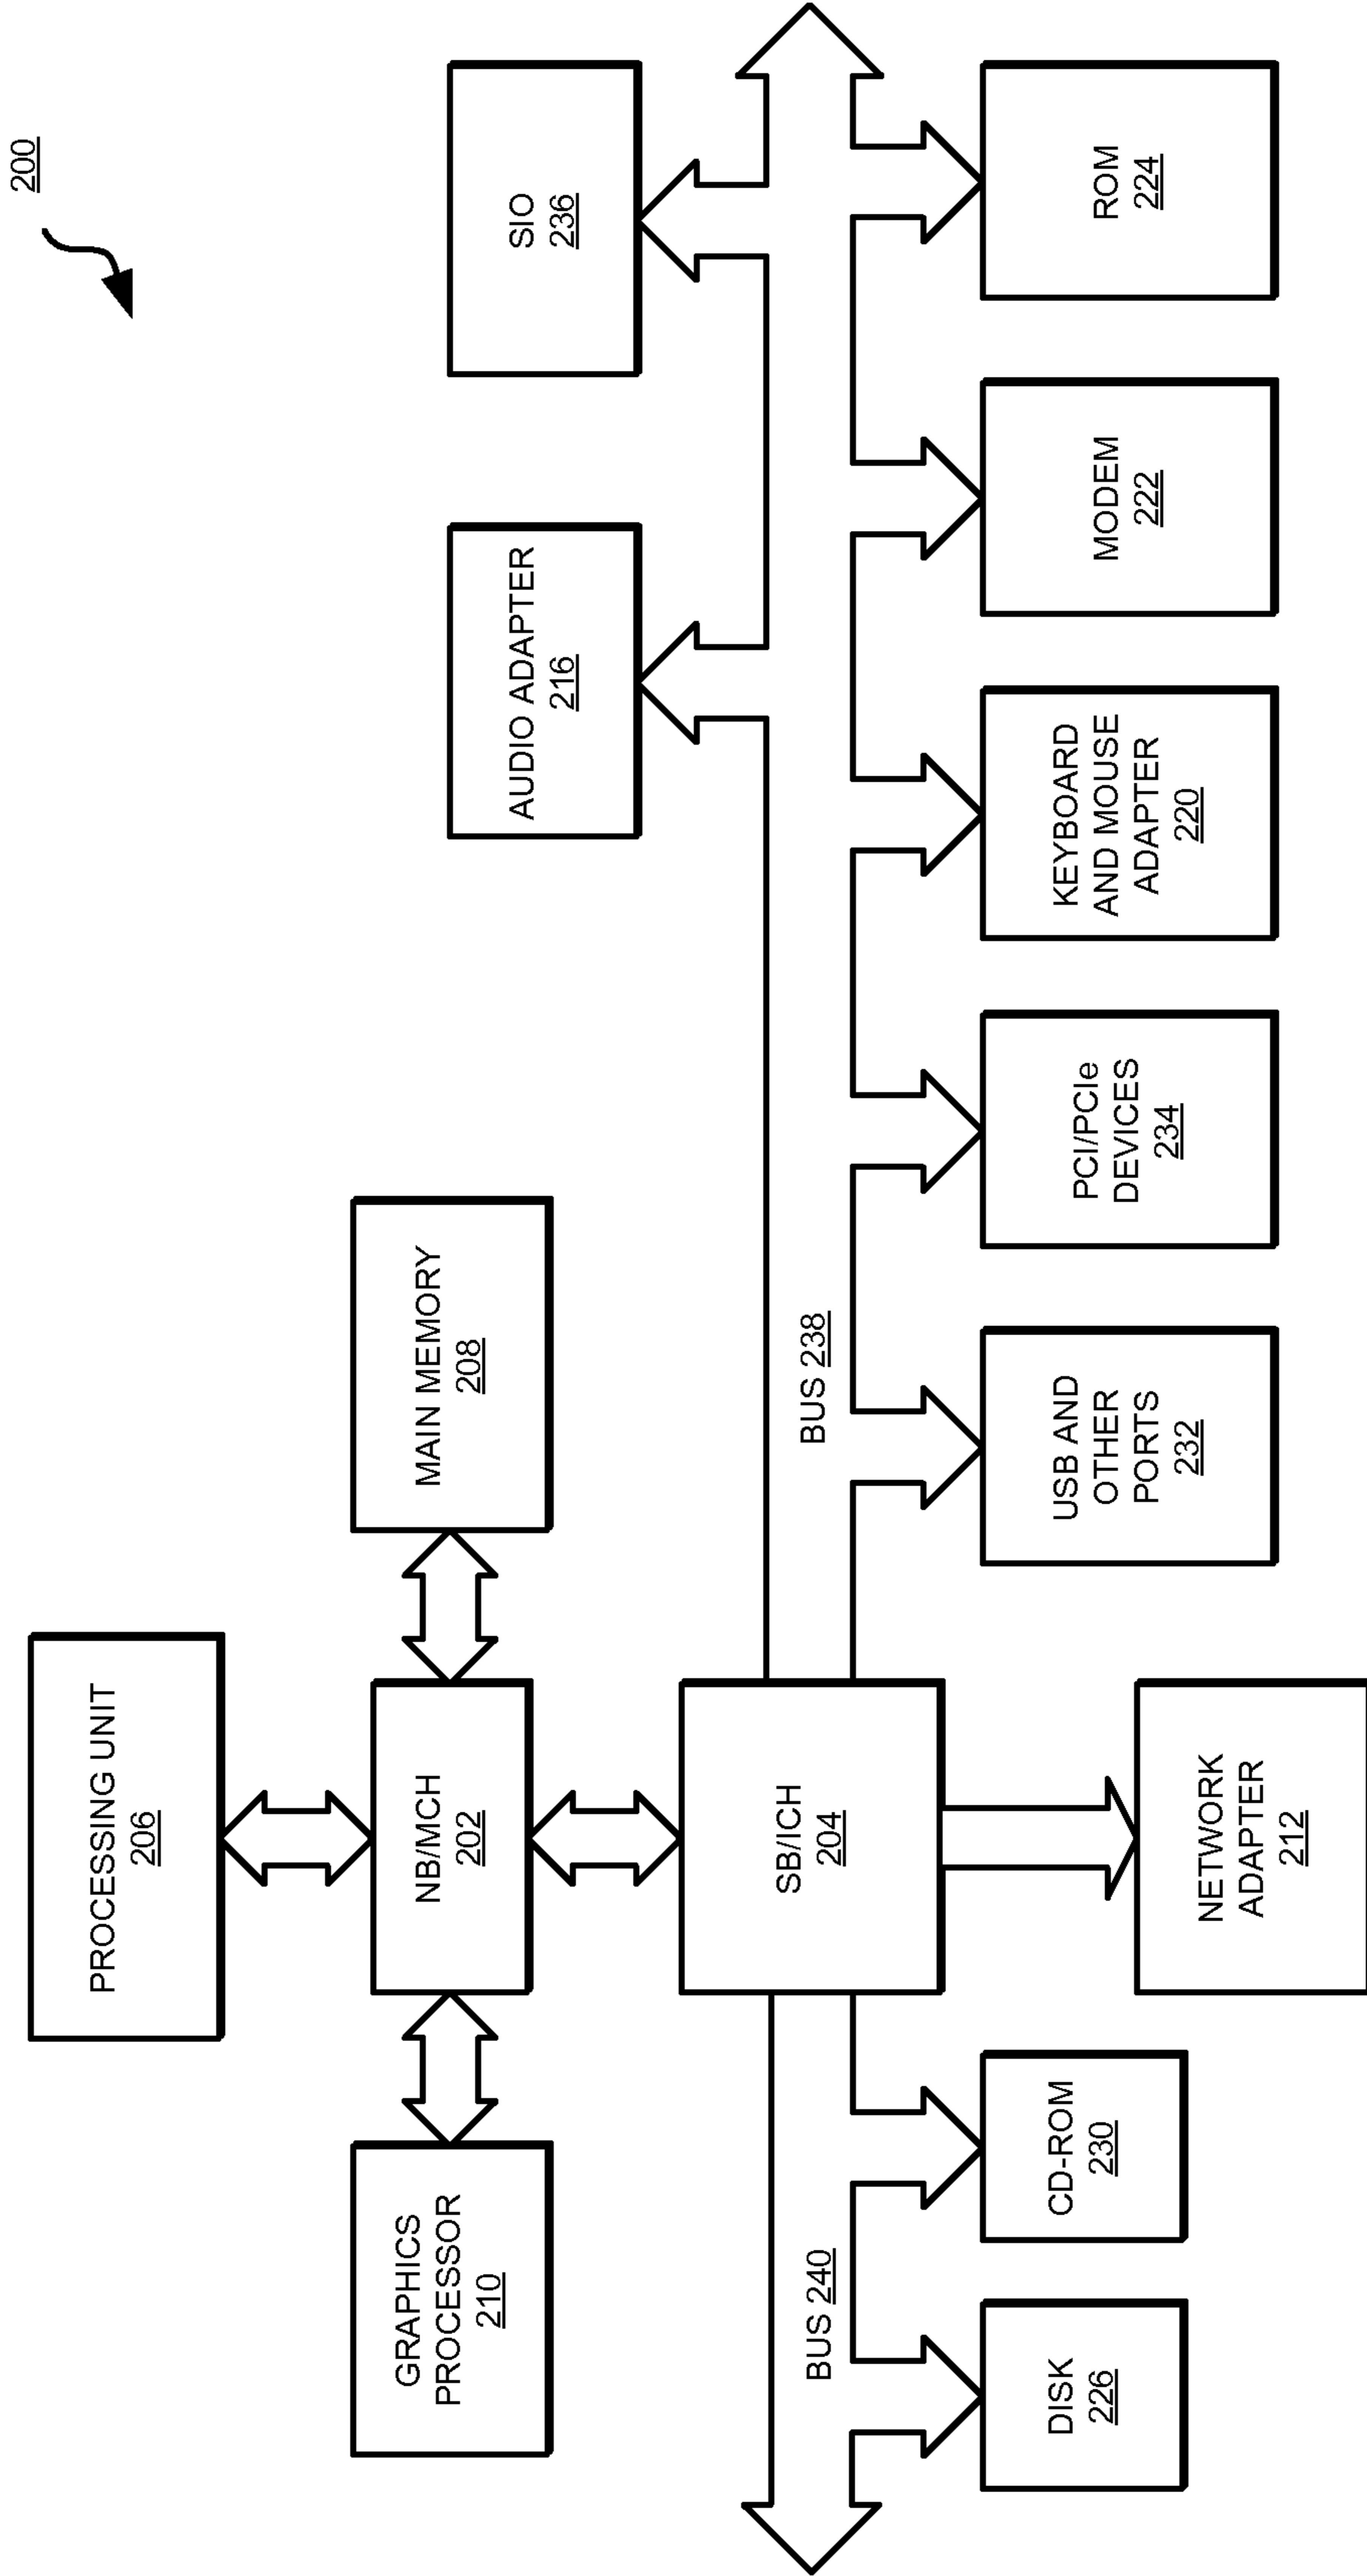 200
PROCESSING UNIT
206
GRAPHICS
PROCESSOR
210
NB/MCH
202
MAIN MEMORY
208
AUDIO ADAPTER
216
SIO
236
SB/ICH
204
BUS 240
BUS 238
DISK
226
CD-ROM
230
NETWORK
ADAPTER
212
USB AND
OTHER
PORTS
232
PCI/PCIe
DEVICES
234
KEYBOARD
AND MOUSE
ADAPTER
220
MODEM
222
ROM
224